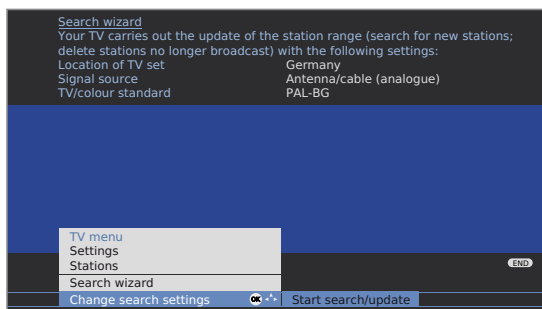 Search wizard
Your TV carries out the update of the station range (search for new stations;
delete stations no longer broadcast) with the following settings:
Location of TV set Germany
Signal source Antenna/cable (analogue)
TV/colour standard PAL-BG
TV menu
Settings
Stations
END
Search wizard
Change search settings OK Start search/update